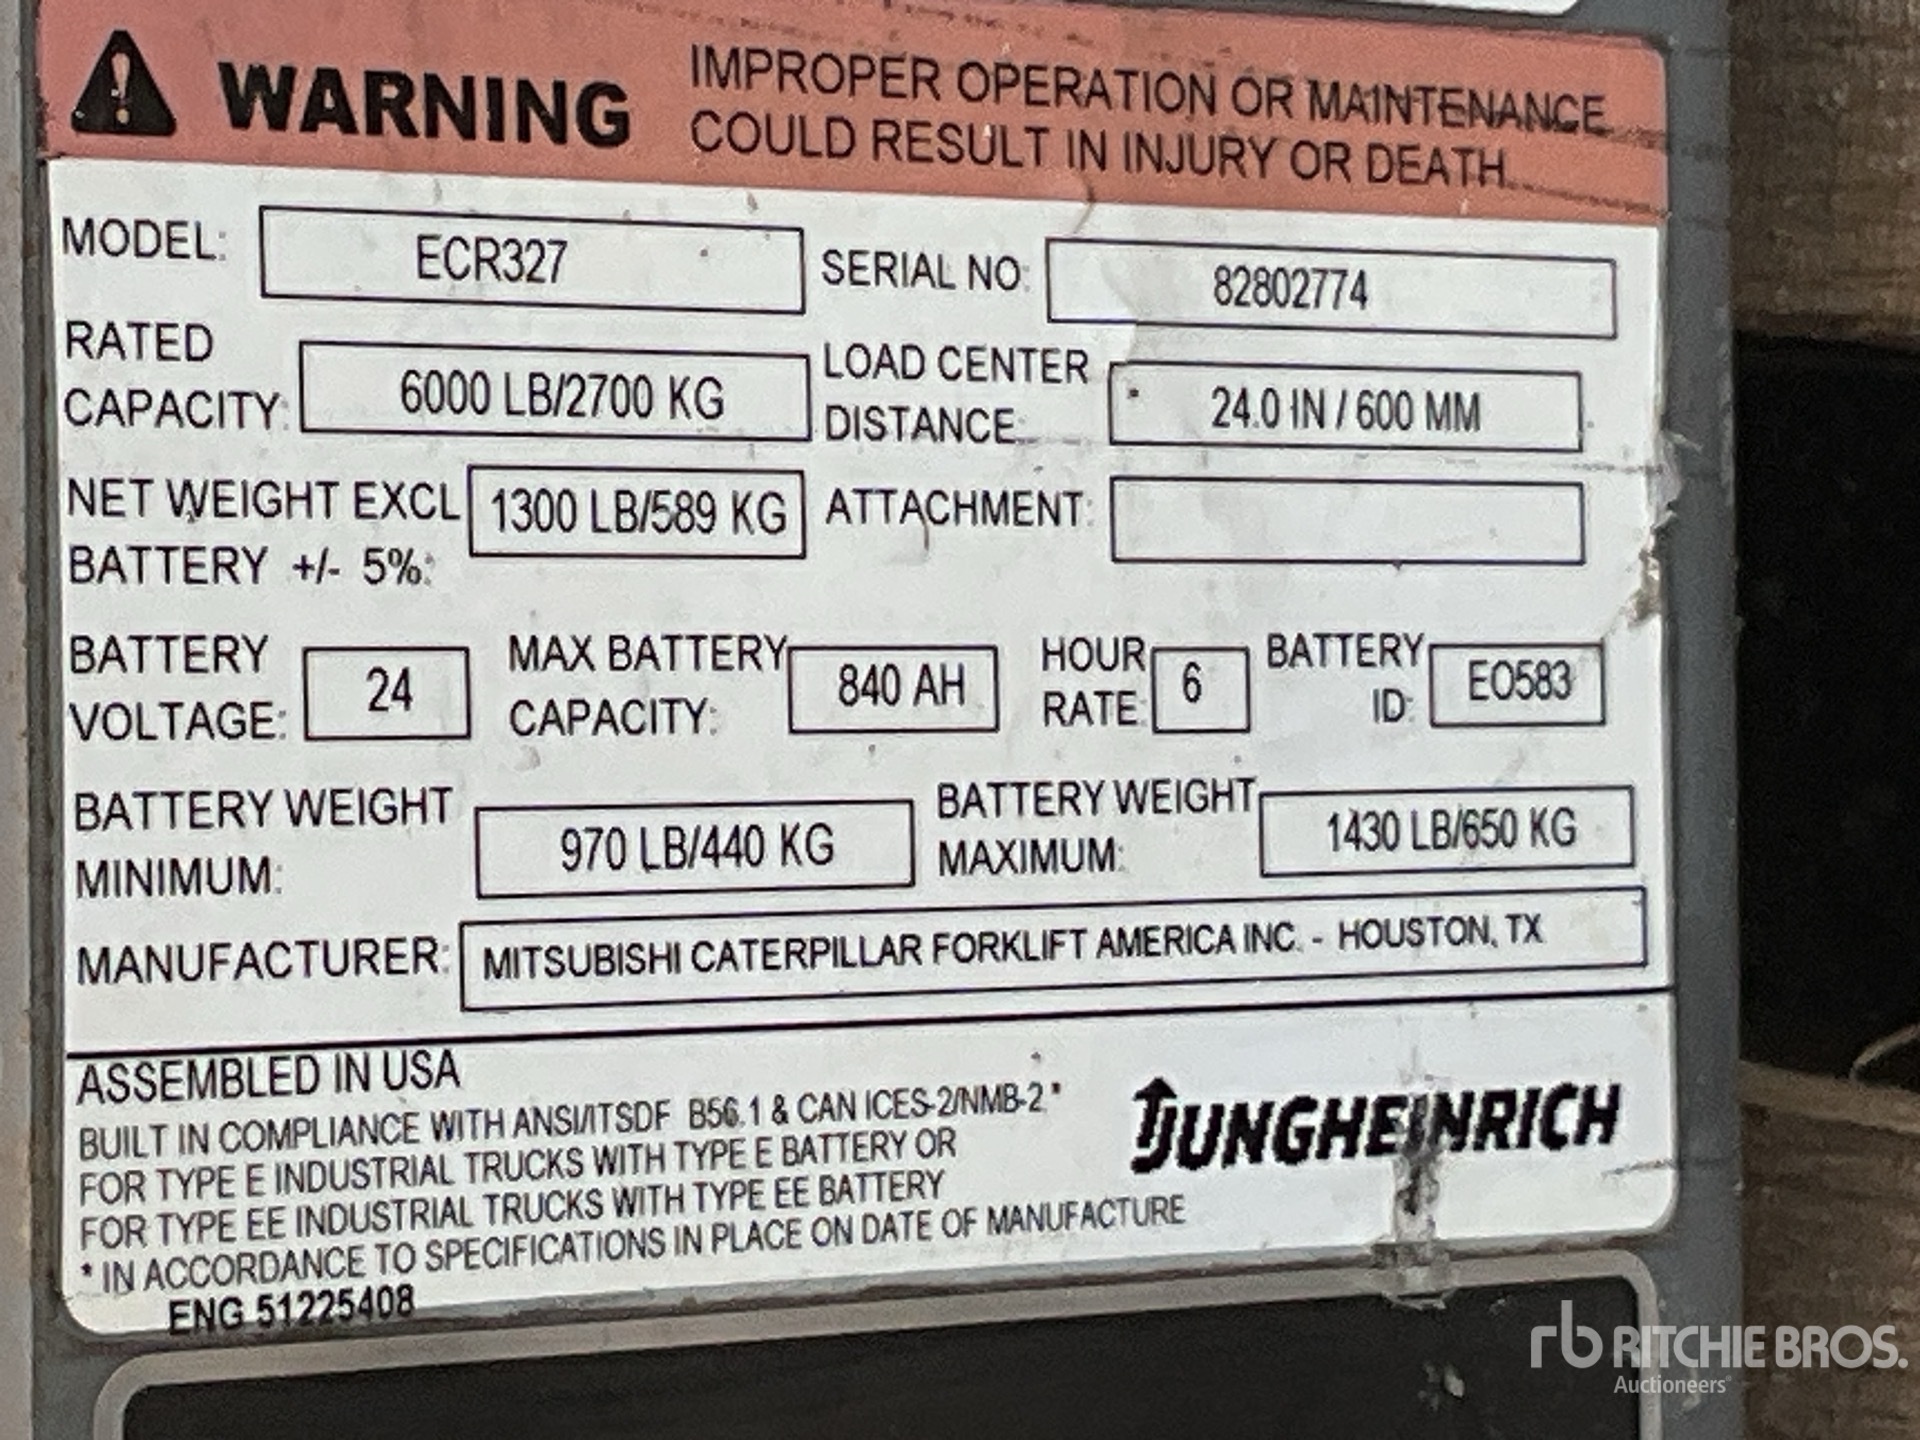 WARNING
IMPROPER OPERATION OR MAINTENANCE
COULD RESULT IN INJURY OR DEATH.
MODEL: ECR327 SERIAL NO: 82802774
RATED
CAPACITY: 6000 LB/2700 KG
LOAD CENTER
DISTANCE: 24.0 IN / 600 MM
NET WEIGHT EXCL
BATTERY +/- 5%: 1300 LB/589 KG
ATTACHMENT:
BATTERY
VOLTAGE: 24
MAX BATTERY
CAPACITY: 840 AH
HOUR
RATE: 6
BATTERY
ID: EO583
BATTERY WEIGHT
MINIMUM: 970 LB/440 KG
BATTERY WEIGHT
MAXIMUM: 1430 LB/650 KG
MANUFACTURER: MITSUBISHI CATERPILLAR FORKLIFT AMERICA INC. - HOUSTON, TX
ASSEMBLED IN USA
BUILT IN COMPLIANCE WITH ANSI/ITSDF B56.1 & CAN ICES-2/NMB-2 *
FOR TYPE E INDUSTRIAL TRUCKS WITH TYPE E BATTERY OR
FOR TYPE EE INDUSTRIAL TRUCKS WITH TYPE EE BATTERY
* IN ACCORDANCE TO SPECIFICATIONS IN PLACE ON DATE OF MANUFACTURE
ENG 51225408
JUNGHEINRICH
rb RITCHIE BROS.
Auctioneers